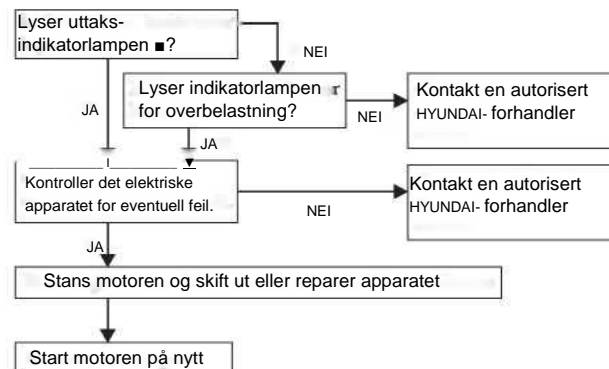 Lyser uttaks-
indikatorlampen ■?
NEI
Lyser indikatorlampen
for overbelastning?
JA
NEI
Kontakt en autorisert
HYUNDAI- forhandler
JA
Kontroller det elektriske
apparatet for eventuell feil.
NEI
Kontakt en autorisert
HYUNDAI- forhandler
JA
Stans motoren og skift ut eller reparer apparatet
Start motoren på nytt